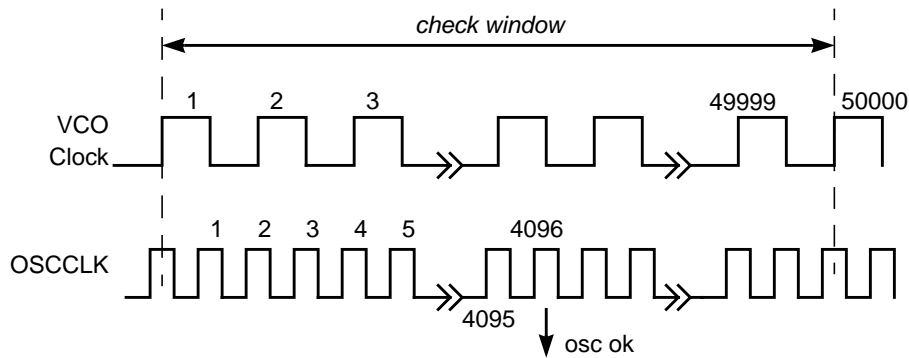 check window
1 2 3 49999 50000
VCO
Clock
1 2 3 4 5 4096
OSCCLK
4095
osc ok